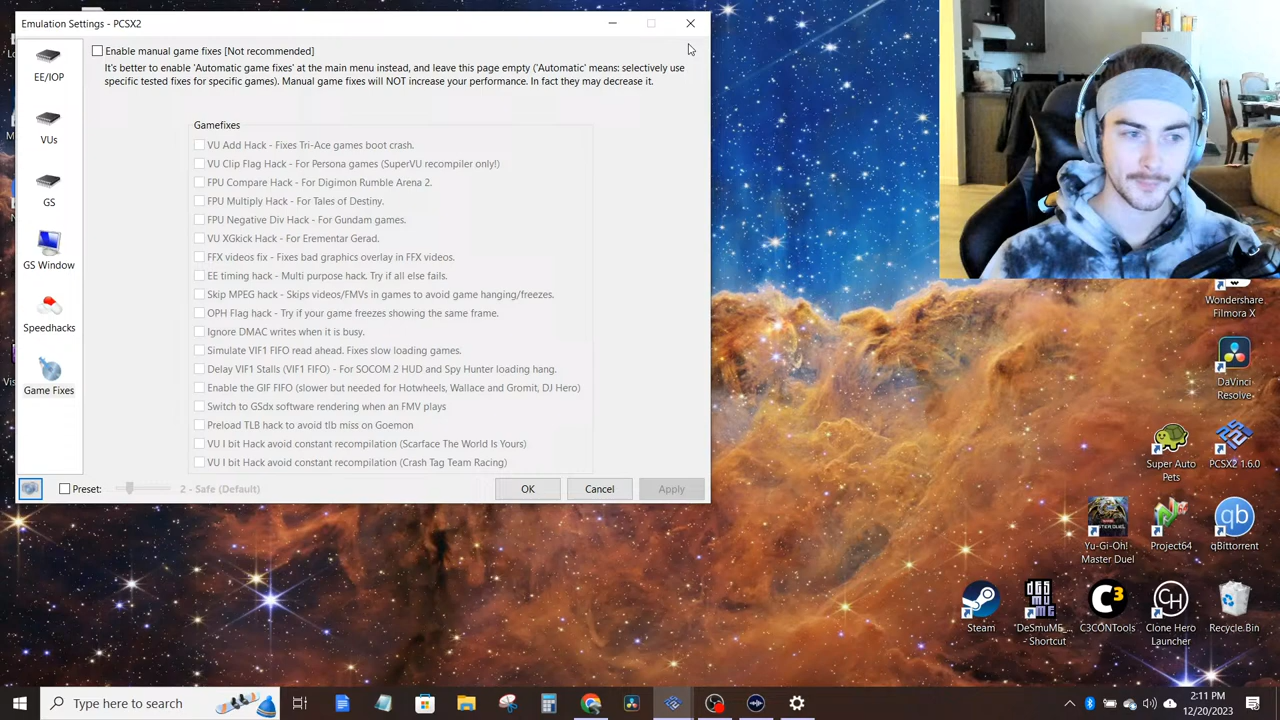 Emulation Settings - PCSX2
Enable manual game fixes [Not recommended]
It's better to enable 'Automatic game fixes' at the main menu instead, and leave this page empty ('Automatic' means: selectively use
specific tested fixes for specific games). Manual game fixes will NOT increase your performance. In fact they may decrease it.
EE/IOP
VUs
GS
GS Window
Speedhacks
Game Fixes
Gamefixes
VU Add Hack - Fixes Tri-Ace games boot crash.
VU Clip Flag Hack - For Persona games (SuperVU recompiler only!)
FPU Compare Hack - For Digimon Rumble Arena 2.
FPU Multiply Hack - For Tales of Destiny.
FPU Negative Div Hack - For Gundam games.
VU XGkick Hack - For Erementar Gerad.
FFX videos fix - Fixes bad graphics overlay in FFX videos.
EE timing hack - Multi purpose hack. Try if all else fails.
Skip MPEG hack - Skips videos/FMVs in games to avoid game hanging/freezes.
OPH Flag hack - Try if your game freezes showing the same frame.
Ignore DMAC writes when it is busy.
Simulate VIF1 FIFO read ahead. Fixes slow loading games.
Delay VIF1 Stalls (VIF1 FIFO) - For SOCOM 2 HUD and Spy Hunter loading hang.
Enable the GIF FIFO (slower but needed for Hotwheels, Wallace and Gromit, DJ Hero)
Switch to GSdx software rendering when an FMV plays
Preload TLB hack to avoid tlb miss on Goemon
VU I bit Hack avoid constant recompilation (Scarface The World Is Yours)
VU I bit Hack avoid constant recompilation (Crash Tag Team Racing)
Preset:
2 - Safe (Default)
OK
Cancel
Apply
Wondershare
Filmora X
DaVinci
Resolve
Super Auto
Pets
PCSX2 1.6.0
Yu-Gi-Oh!
Master Duel
Project64
qBittorrent
Steam
"DeSmuME_...
- Shortcut
C3CONTools
Clone Hero
Launcher
Recycle Bin
Type here to search
2:11 PM
12/20/2023